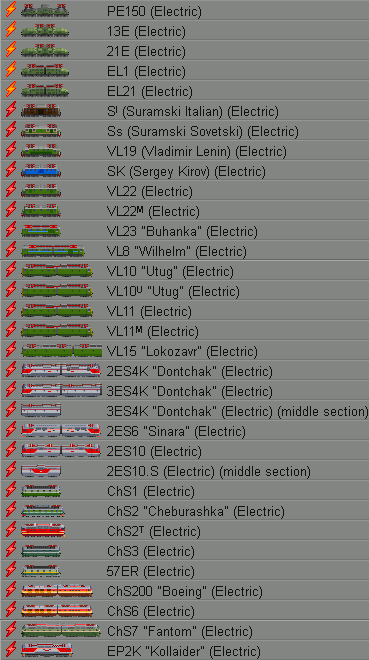 PE150 (Electric)
13E (Electric)
21E (Electric)
EL1 (Electric)
EL21 (Electric)
Sᴵ (Suramski Italian) (Electric)
Ss (Suramski Sovetski) (Electric)
VL19 (Vladimir Lenin) (Electric)
SK (Sergey Kirov) (Electric)
VL22 (Electric)
VL22ᴹ (Electric)
VL23 "Buhanka" (Electric)
VL8 "Wilhelm" (Electric)
VL10 "Utug" (Electric)
VL10ᵁ "Utug" (Electric)
VL11 (Electric)
VL11ᴹ (Electric)
VL15 "Lokozavr" (Electric)
2ES4K "Dontchak" (Electric)
3ES4K "Dontchak" (Electric)
3ES4K "Dontchak" (Electric) (middle section)
2ES6 "Sinara" (Electric)
2ES10 (Electric)
2ES10.S (Electric) (middle section)
ChS1 (Electric)
ChS2 "Cheburashka" (Electric)
ChS2ᵀ (Electric)
ChS3 (Electric)
57ER (Electric)
ChS200 "Boeing" (Electric)
ChS6 (Electric)
ChS7 "Fantom" (Electric)
EP2K "Kollaider" (Electric)